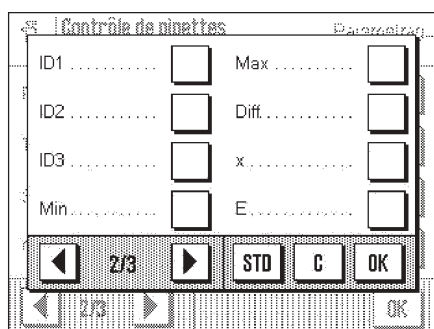 Contrôle de pipettes
ID1 ........... Max ...........
ID2 ........... Diff. ...........
ID3 ........... x ...........
Min ........... E ...........
2/3 STD C OK
2/3 OK